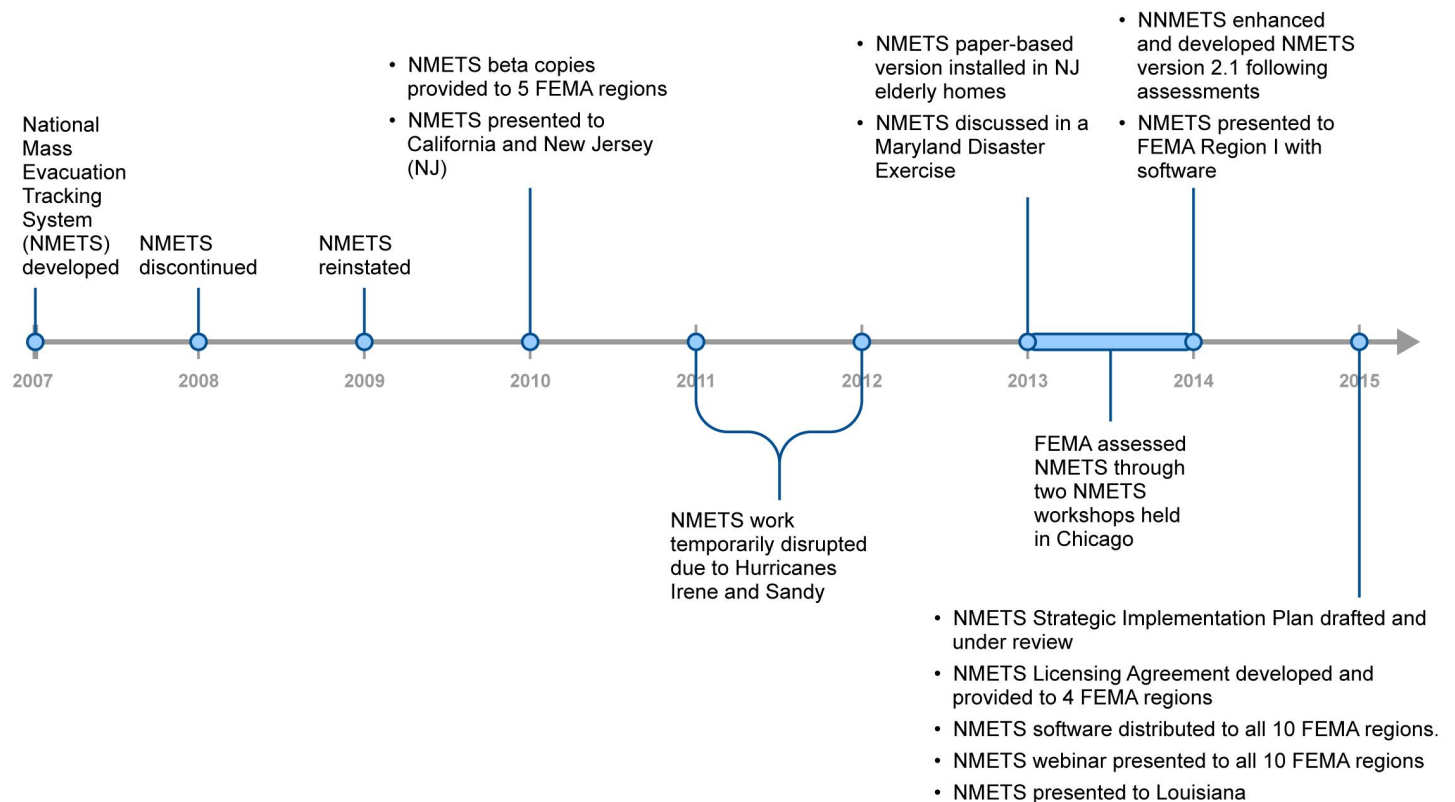 National
Mass
Evacuation
Tracking
System
(NMETS)
developed
NMETS
discontinued
NMETS
reinstated
• NMETS beta copies
provided to 5 FEMA regions
• NMETS presented to
California and New Jersey
(NJ)
• NMETS paper-based
version installed in NJ
elderly homes
• NMETS discussed in a
Maryland Disaster
Exercise
• NNMETS enhanced
and developed NMETS
version 2.1 following
assessments
• NMETS presented to
FEMA Region I with
software
2007
2008
2009
2010
2011
2012
2013
2014
2015
NMETS work
temporarily disrupted
due to Hurricanes
Irene and Sandy
FEMA assessed
NMETS through
two NMETS
workshops held
in Chicago
• NMETS Strategic Implementation Plan drafted and
under review
• NMETS Licensing Agreement developed and
provided to 4 FEMA regions
• NMETS software distributed to all 10 FEMA regions.
• NMETS webinar presented to all 10 FEMA regions
• NMETS presented to Louisiana